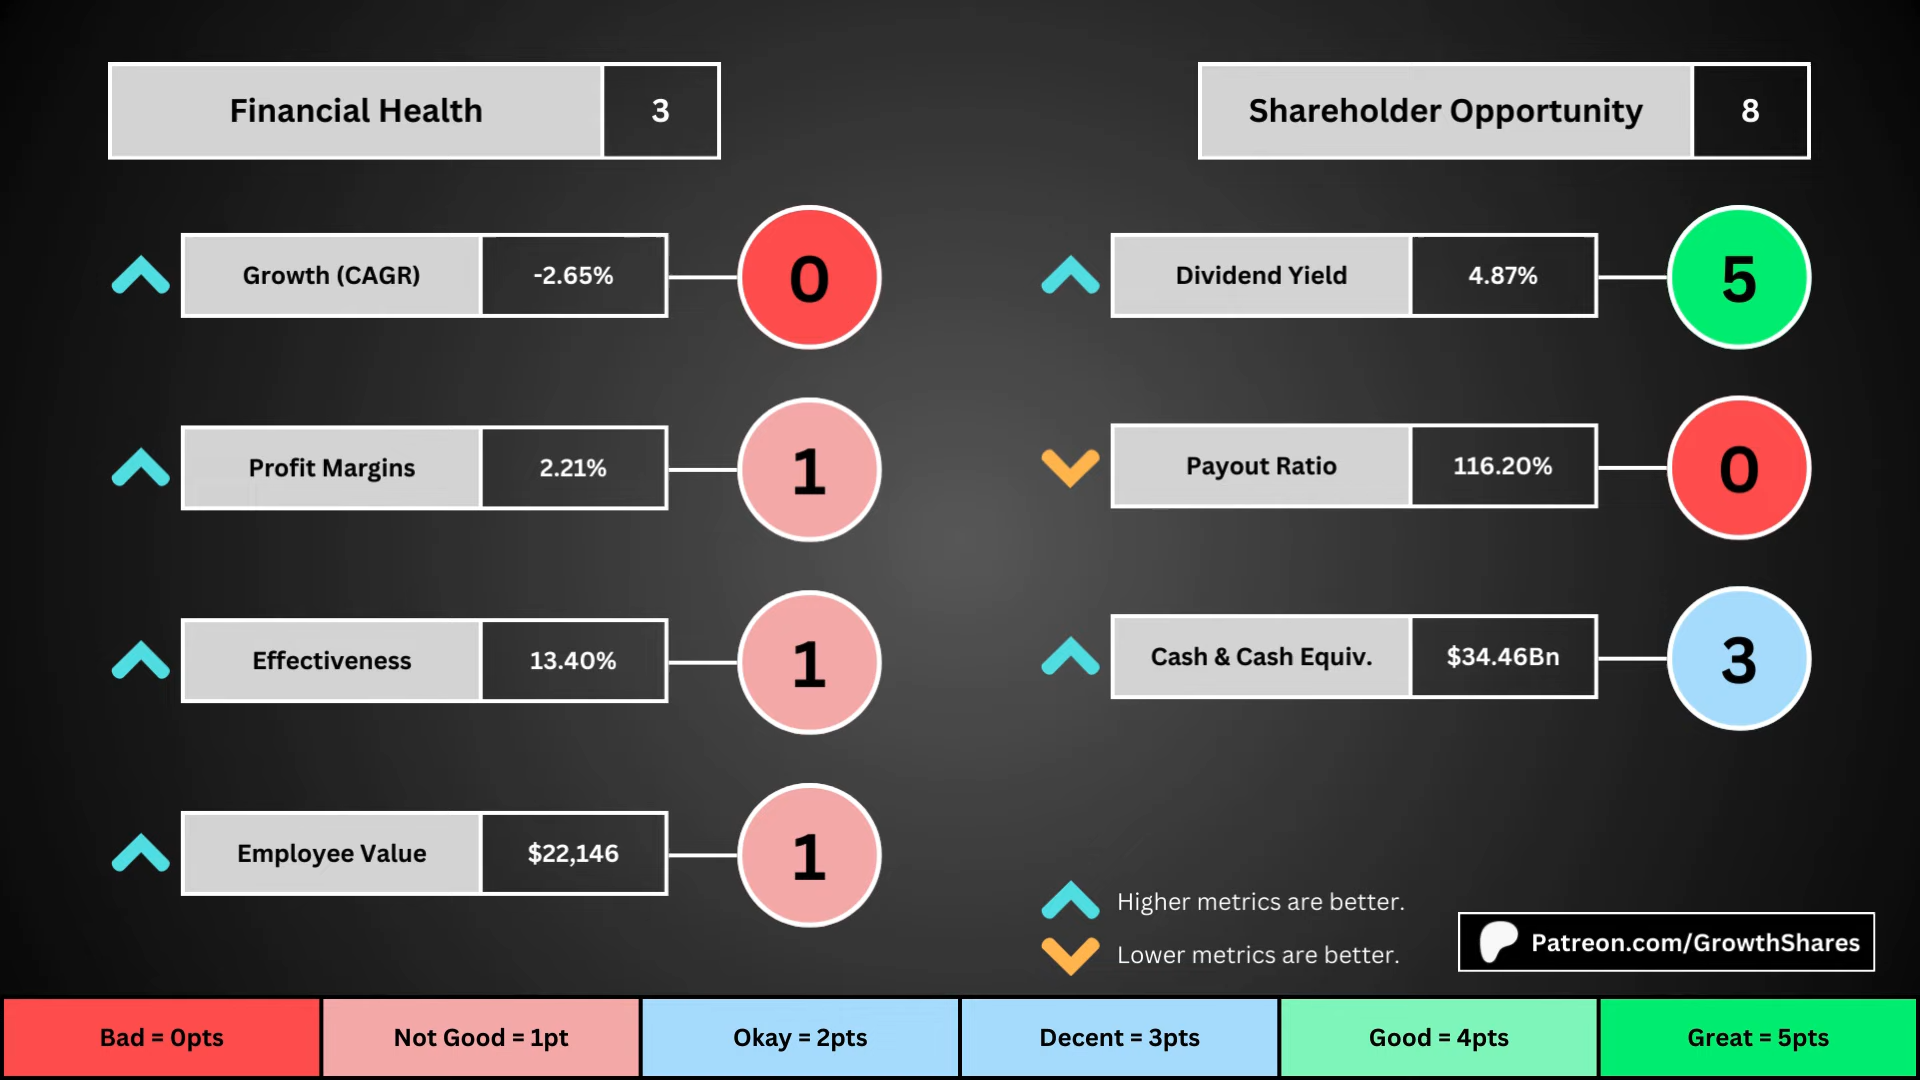 Financial Health 3
Growth (CAGR) -2.65% 0
Profit Margins 2.21% 1
Effectiveness 13.40% 1
Employee Value $22,146 1
Shareholder Opportunity 8
Dividend Yield 4.87% 5
Payout Ratio 116.20% 0
Cash & Cash Equiv. $34.46Bn 3
Higher metrics are better.
Lower metrics are better.
Patreon.com/GrowthShares
Bad = 0pts Not Good = 1pt Okay = 2pts Decent = 3pts Good = 4pts Great = 5pts